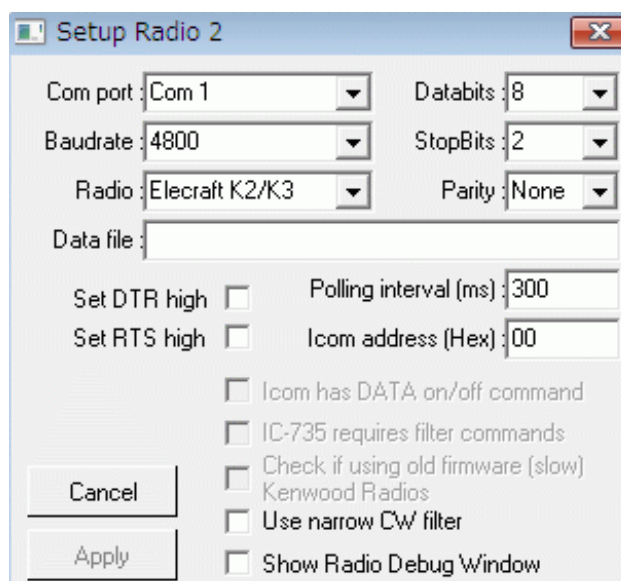 Setup Radio 2
Com port : Com 1 Databits : 8
Baudrate : 4800 StopBits : 2
Radio : Elecraft K2/K3 Parity : None
Data file :
Set DTR high Polling interval (ms) : 300
Set RTS high Icom address (Hex) : 00
Icom has DATA on/off command
IC-735 requires filter commands
Check if using old firmware (slow)
Kenwood Radios
Cancel
Use narrow CW filter
Apply
Show Radio Debug Window